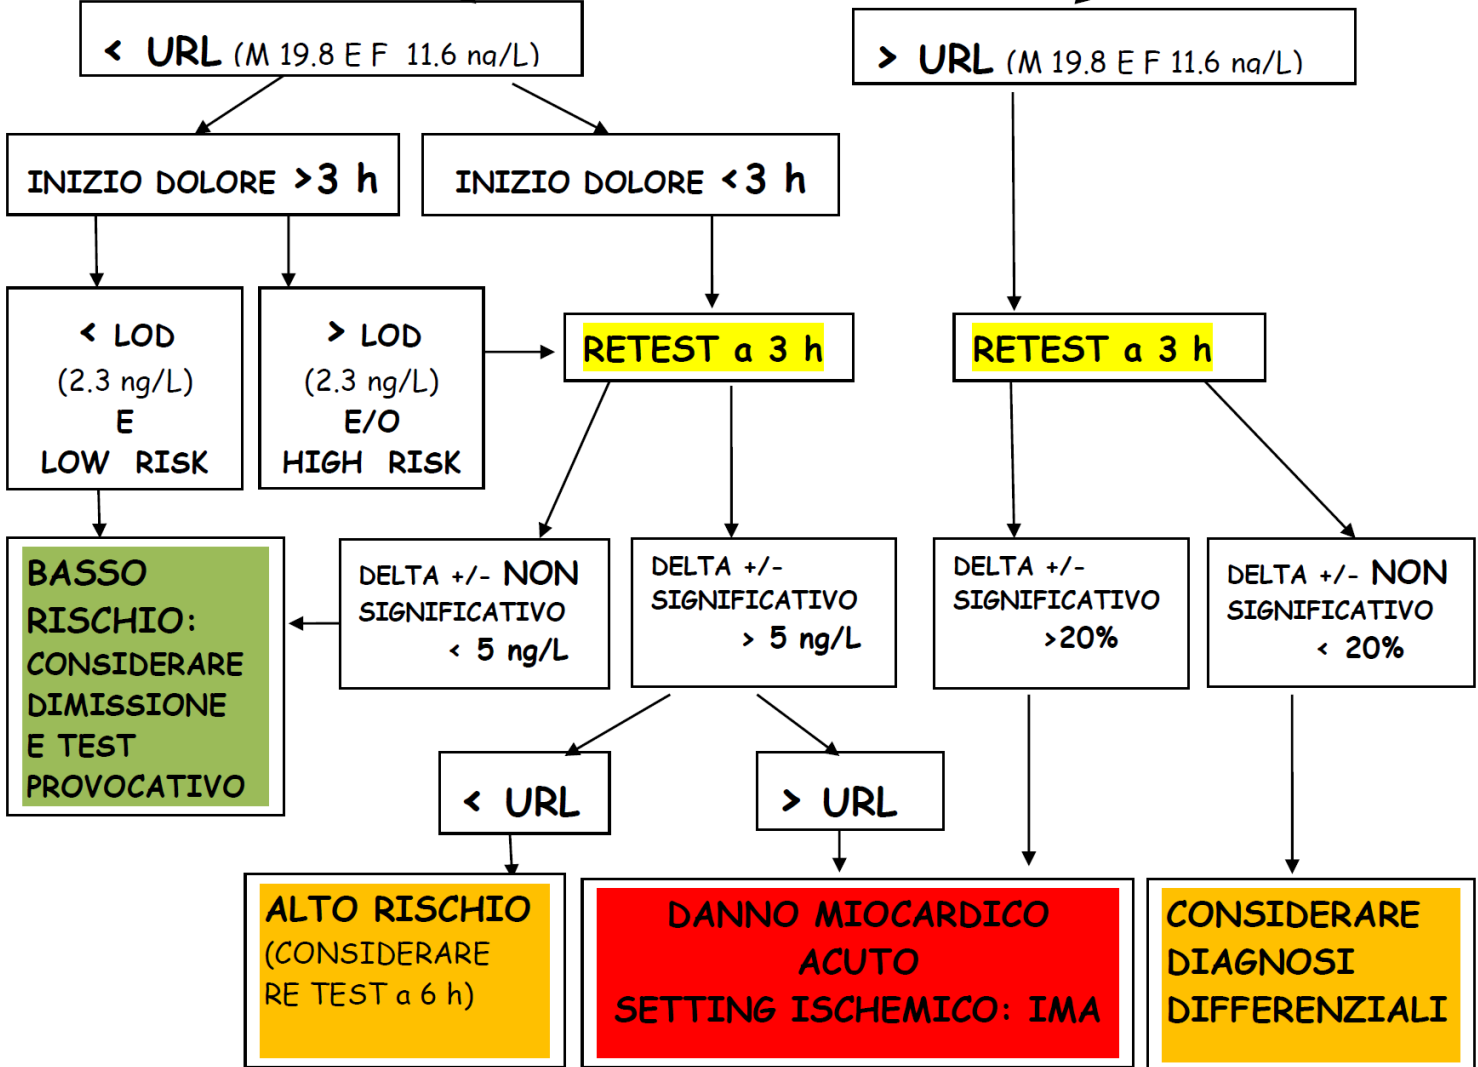 < URL (M 19.8 E F 11.6 ng/L)
> URL (M 19.8 E F 11.6 ng/L)
INIZIO DOLORE >3 h
INIZIO DOLORE <3 h
< LOD
(2.3 ng/L)
E
LOW RISK
> LOD
(2.3 ng/L)
E/O
HIGH RISK
RETEST a 3 h
RETEST a 3 h
BASSO
RISCHIO:
CONSIDERARE
DIMISSIONE
E TEST
PROVOCATIVO
DELTA +/- NON
SIGNIFICATIVO
< 5 ng/L
DELTA +/-
SIGNIFICATIVO
> 5 ng/L
DELTA +/-
SIGNIFICATIVO
>20%
DELTA +/- NON
SIGNIFICATIVO
< 20%
< URL
> URL
ALTO RISCHIO
(CONSIDERARE
RE TEST a 6 h)
DANNO MIOCARDICO
ACUTO
SETTING ISCHEMICO: IMA
CONSIDERARE
DIAGNOSI
DIFFERENZIALI